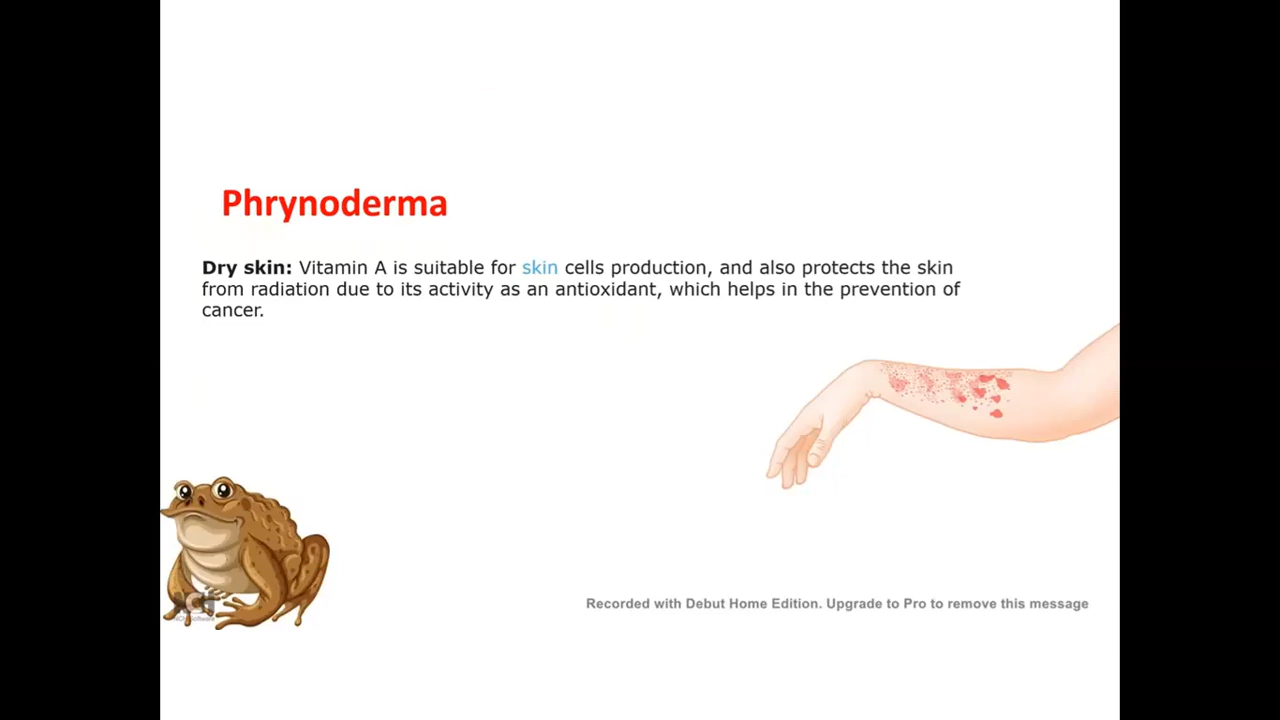 Phrynoderma
Dry skin: Vitamin A is suitable for skin cells production, and also protects the skin
from radiation due to its activity as an antioxidant, which helps in the prevention of
cancer.
Recorded with Debut Home Edition. Upgrade to Pro to remove this message